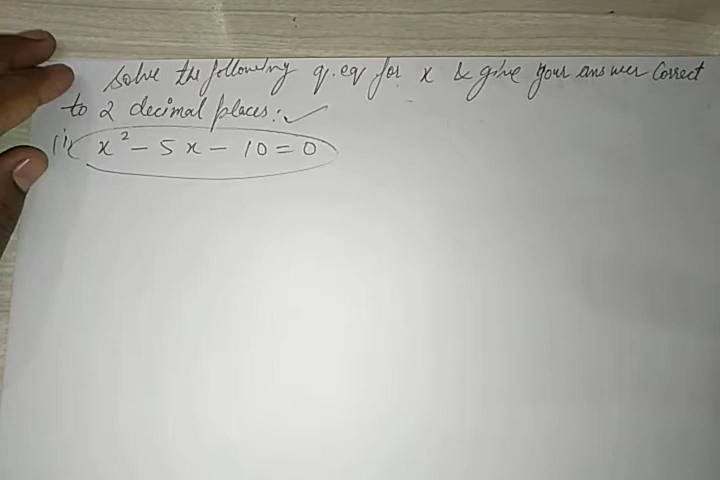 Solve the following q. eq for x & give your answer correct
to 2 decimal places :
(i) x² - 5x - 10 = 0